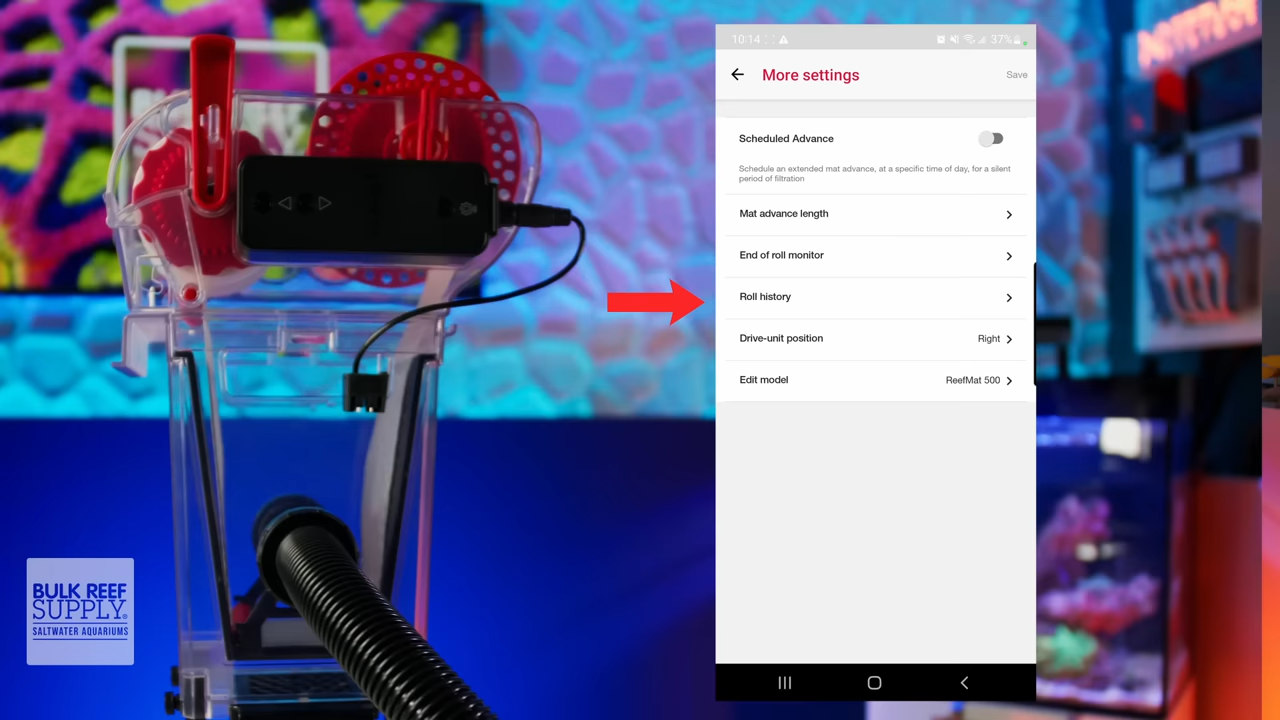 10:14
37%
More settings
Save
Scheduled Advance
Schedule an extended mat advance, at a specific time of day, for a silent
period of filtration
Mat advance length
End of roll monitor
Roll history
Drive-unit position
Right
Edit model
ReefMat 500
BULK REEF
SUPPLY®
SALTWATER AQUARIUMS